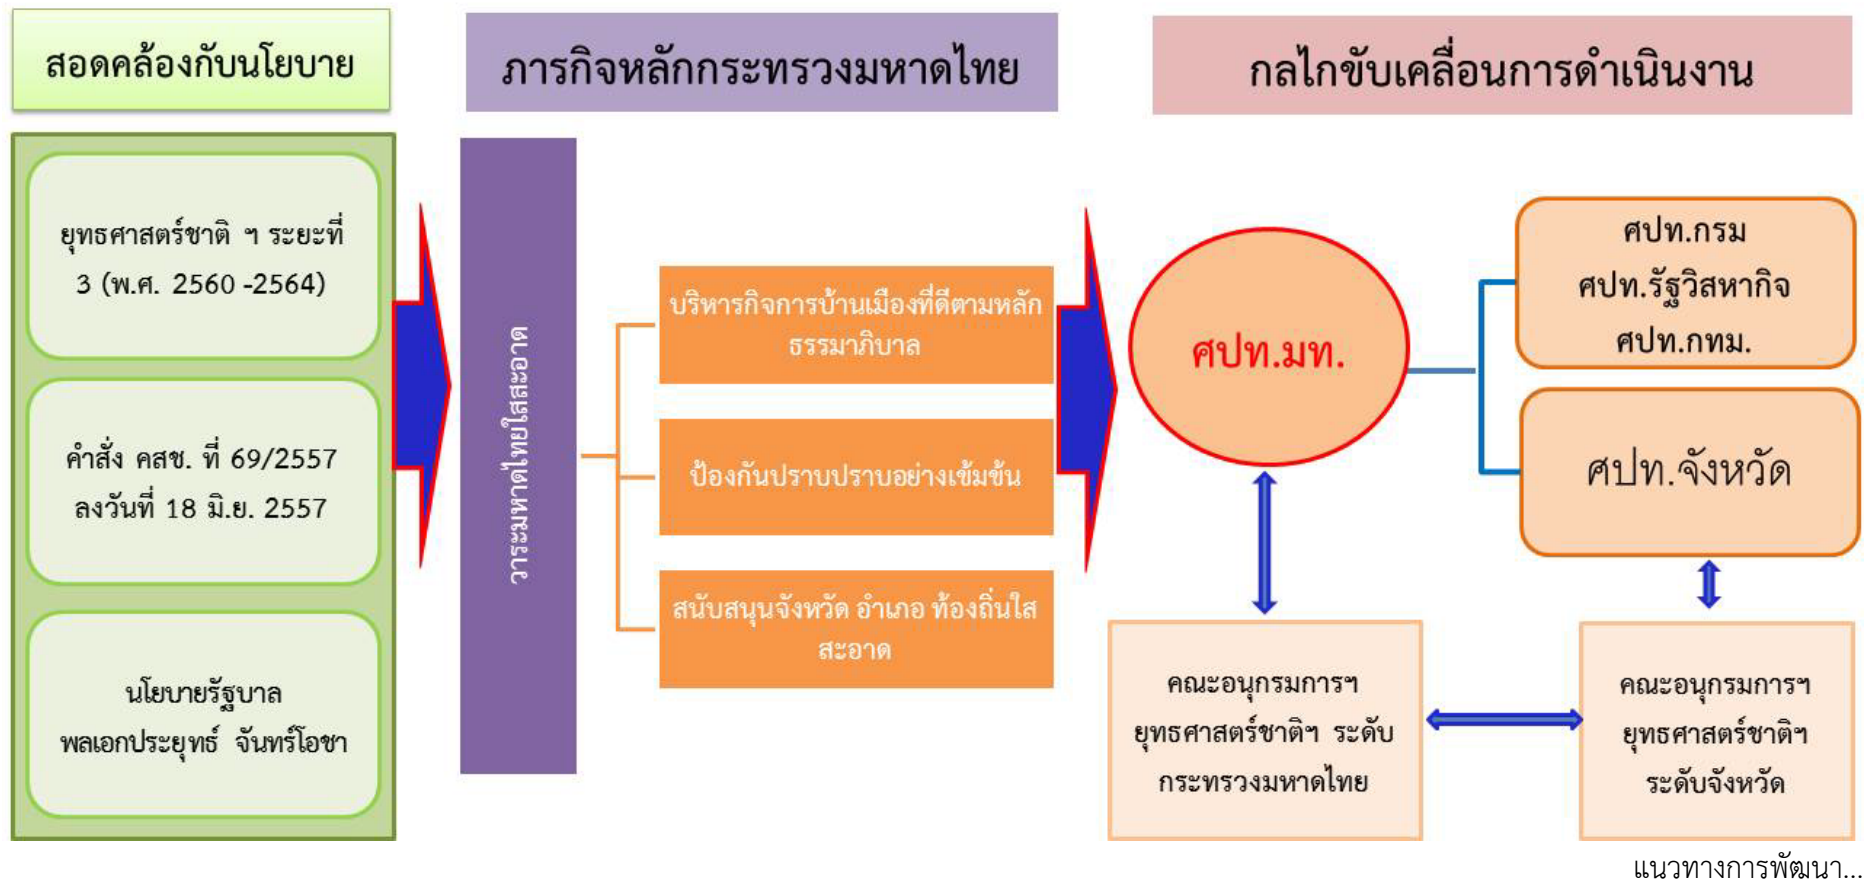 สอดคล้องกับนโยบาย
ภารกิจหลักกระทรวงมหาดไทย
กลไกขับเคลื่อนการดำเนินงาน
ยุทธศาสตร์ชาติ ฯ ระยะที่
3 (พ.ศ. 2560 -2564)
คำสั่ง คสช. ที่ 69/2557
ลงวันที่ 18 มิ.ย. 2557
นโยบายรัฐบาล
พลเอกประยุทธ์ จันทร์โอชา
วาระมหาดไทยใสสะอาด
บริหารกิจการบ้านเมืองที่ดีตามหลัก
ธรรมาภิบาล
ป้องกันปราบปราบอย่างเข้มข้น
สนับสนุนจังหวัด อำเภอ ท้องถิ่นใส
สะอาด
ศปท.มท.
ศปท.กรม
ศปท.รัฐวิสหากิจ
ศปท.กทม.
ศปท.จังหวัด
คณะอนุกรมการฯ
ยุทธศาสตร์ชาติฯ ระดับ
กระทรวงมหาดไทย
คณะอนุกรมการฯ
ยุทธศาสตร์ชาติฯ
ระดับจังหวัด
แนวทางการพัฒนา...